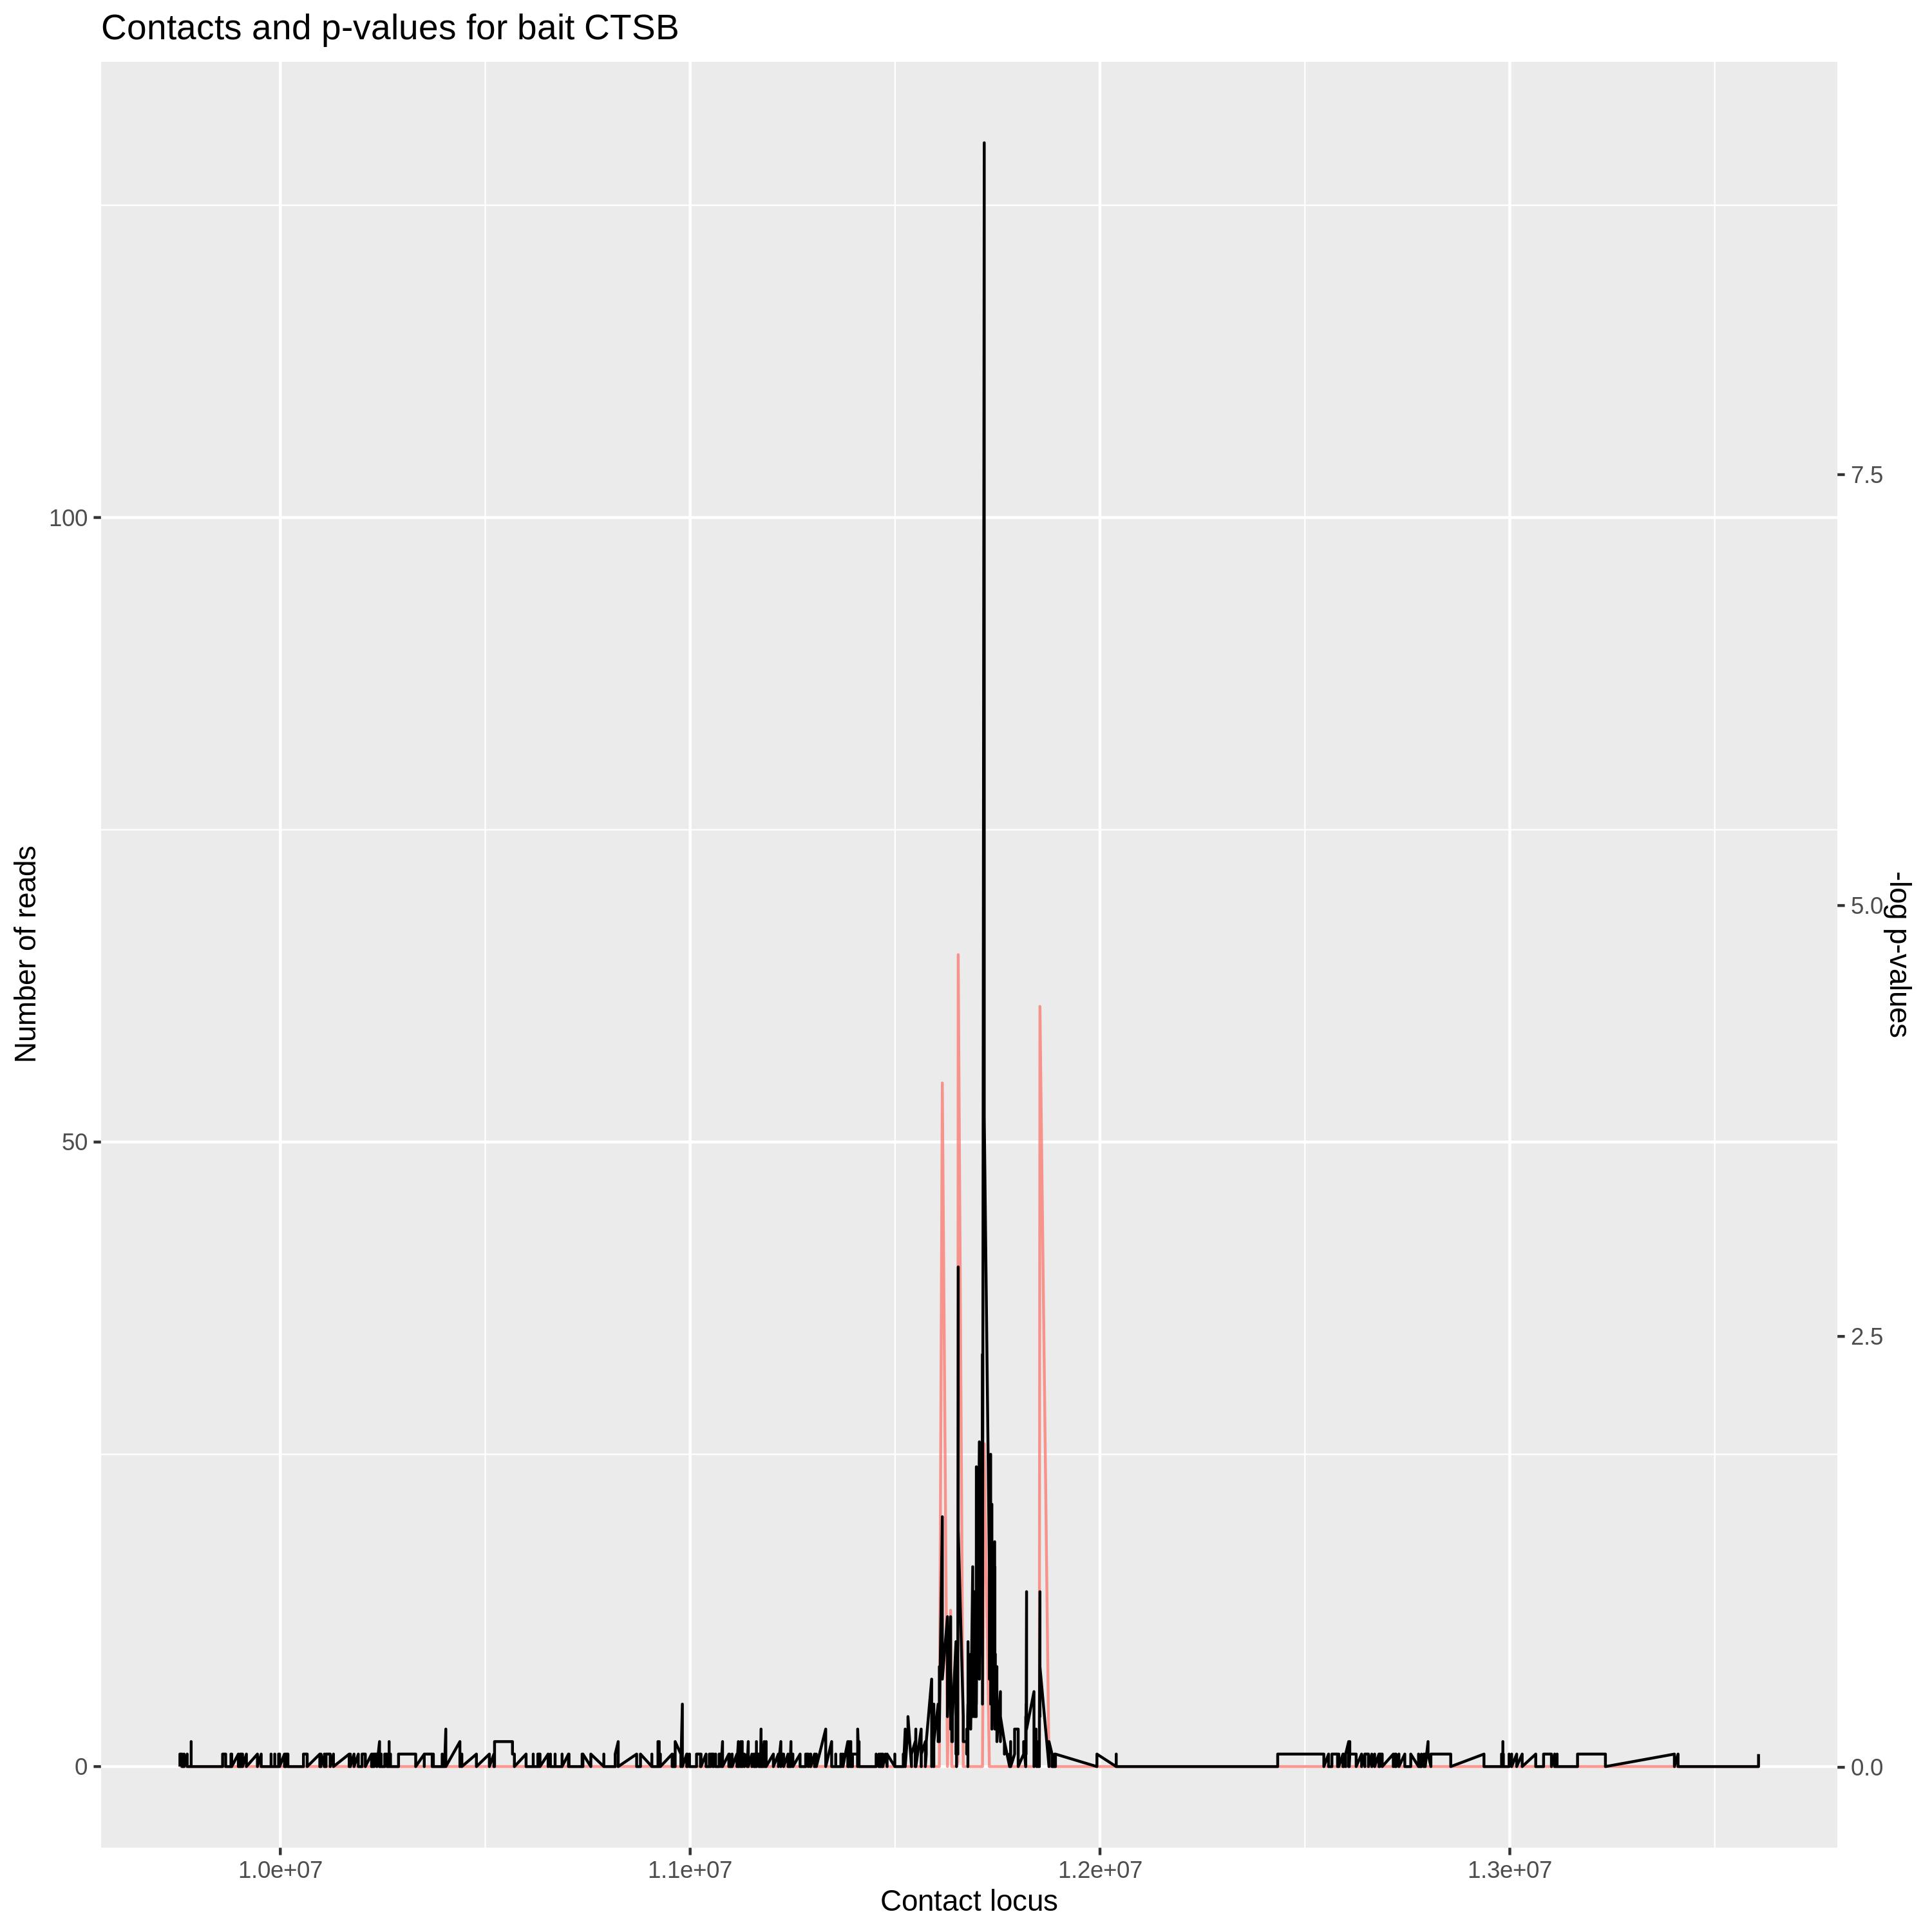 Contacts and p-values for bait CTSB
Number of reads
100
50
0
7.5
5.0
2.5
0.0
-log p-values
1.0e+07
1.1e+07
1.2e+07
1.3e+07
Contact locus